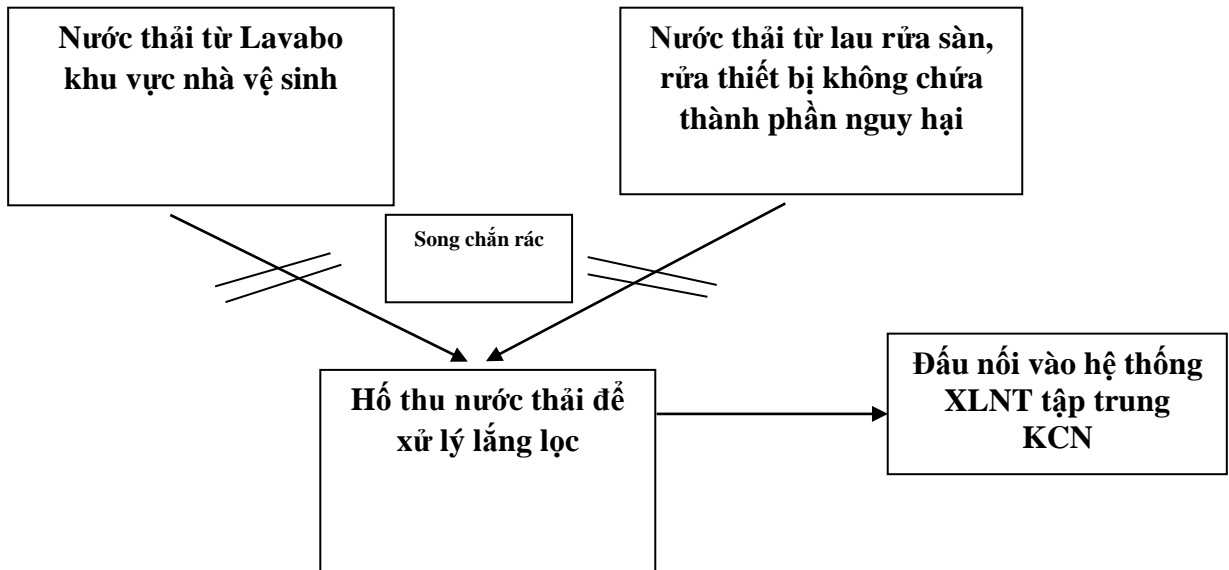 Nước thải từ Lavabo
khu vực nhà vệ sinh
Nước thải từ lau rửa sàn,
rửa thiết bị không chứa
thành phần nguy hại
Song chắn rác
Hố thu nước thải để
xử lý lắng lọc
Đấu nối vào hệ thống
XLNT tập trung
KCN